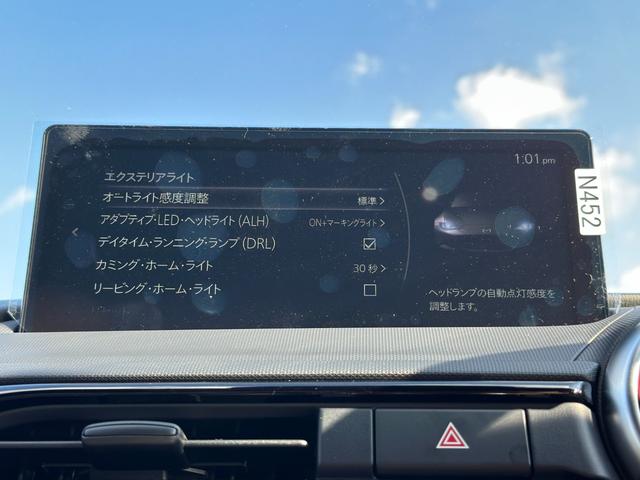 1:01 pm
エクステリアライト
オートライト感度調整 標準 >
アダプティブ・LED・ヘッドライト (ALH) ON+マーキングライト >
デイタイム・ランニング・ランプ (DRL)
カミング・ホーム・ライト 30 秒 >
リービング・ホーム・ライト
ヘッドランプの自動点灯感度を
調整します。
N452